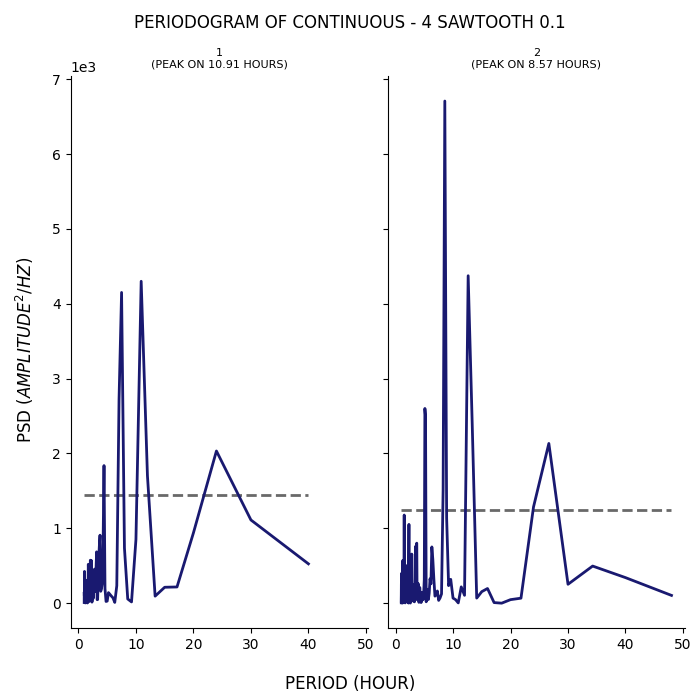 PERIODOGRAM OF CONTINUOUS - 4 SAWTOOTH 0.1
1
(PEAK ON 10.91 HOURS)
2
(PEAK ON 8.57 HOURS)
1e3
7
6
5
4
3
2
1
0
PSD (AMPLITUDE²/HZ)
0 10 20 30 40 50
0 10 20 30 40 50
PERIOD (HOUR)